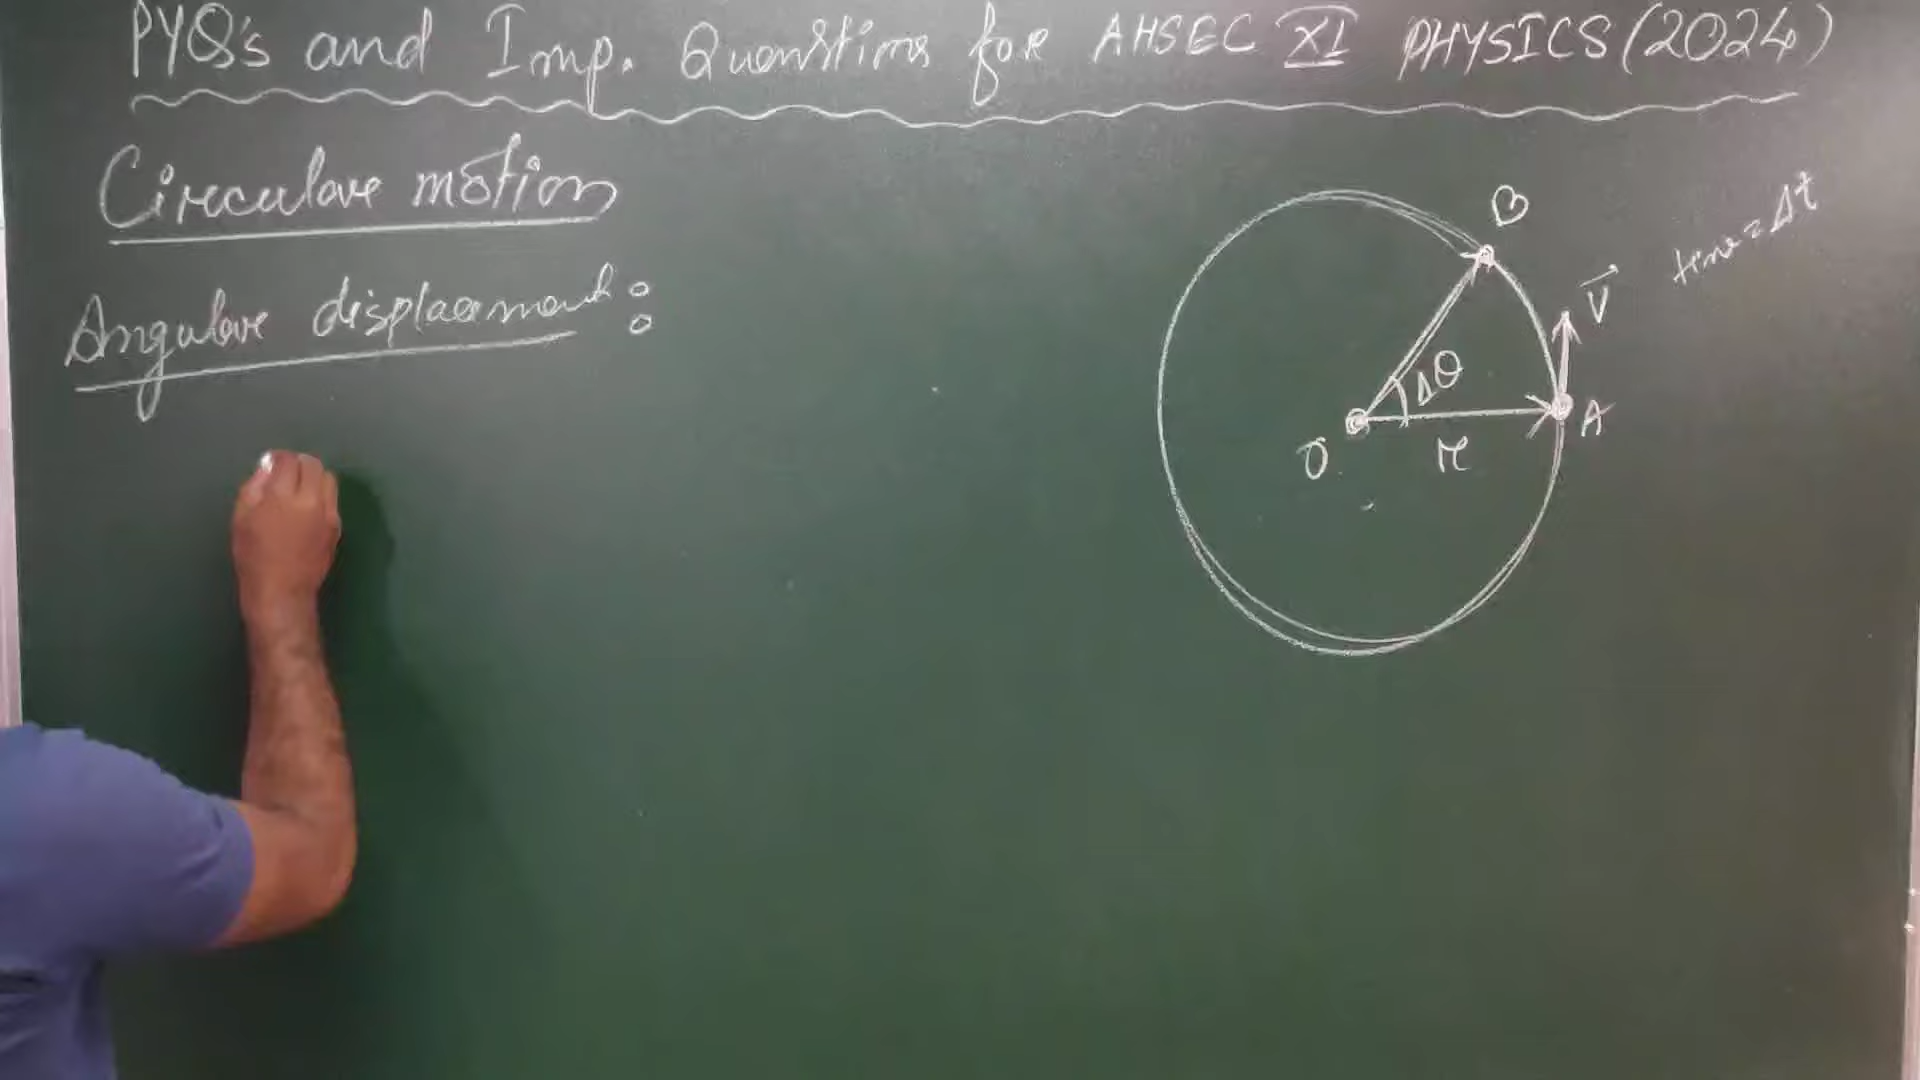 PYQ's and Imp. Questions for AHSEC XI PHYSICS (2024)
Circular motion
Angular displacement:
B
time = Δt
V
Δθ
A
O
r